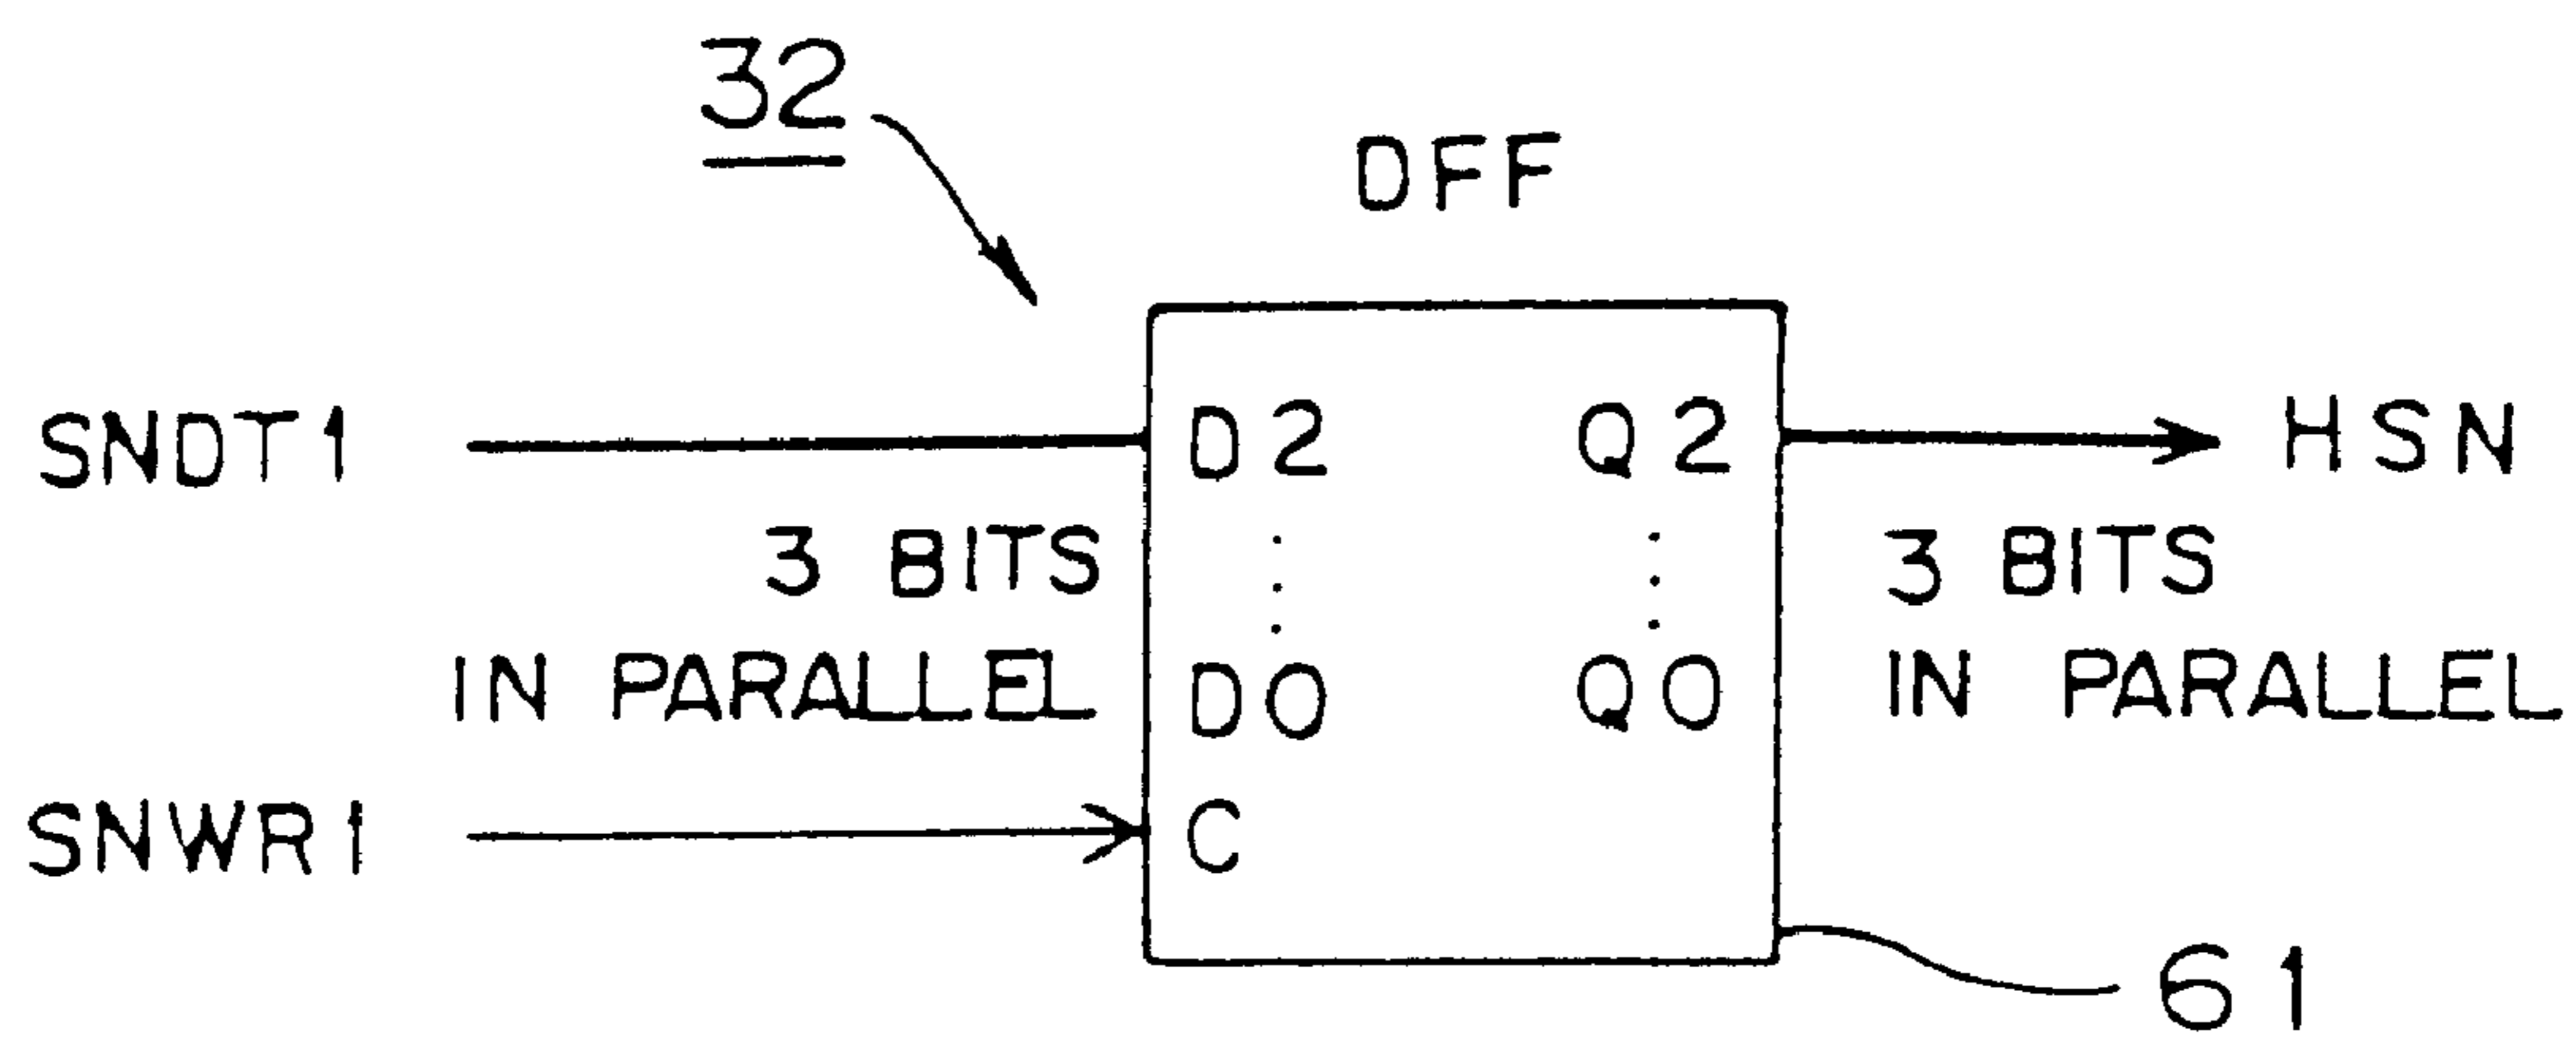 32
DFF
SNDT1
D2
Q2
HSN
3 BITS
IN PARALLEL
3 BITS
IN PARALLEL
D0
Q0
SNWR1
C
61